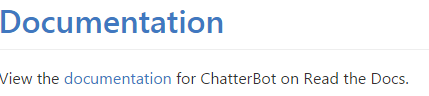 Documentation
View the documentation for ChatterBot on Read the Docs.